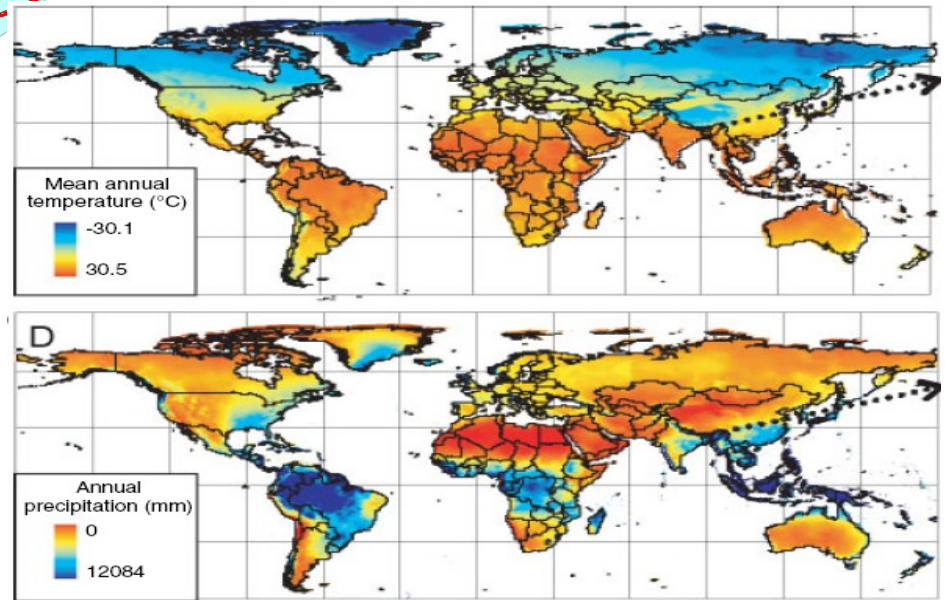 Mean annual
temperature (°C)
-30.1
30.5
D
Annual
precipitation (mm)
0
12084